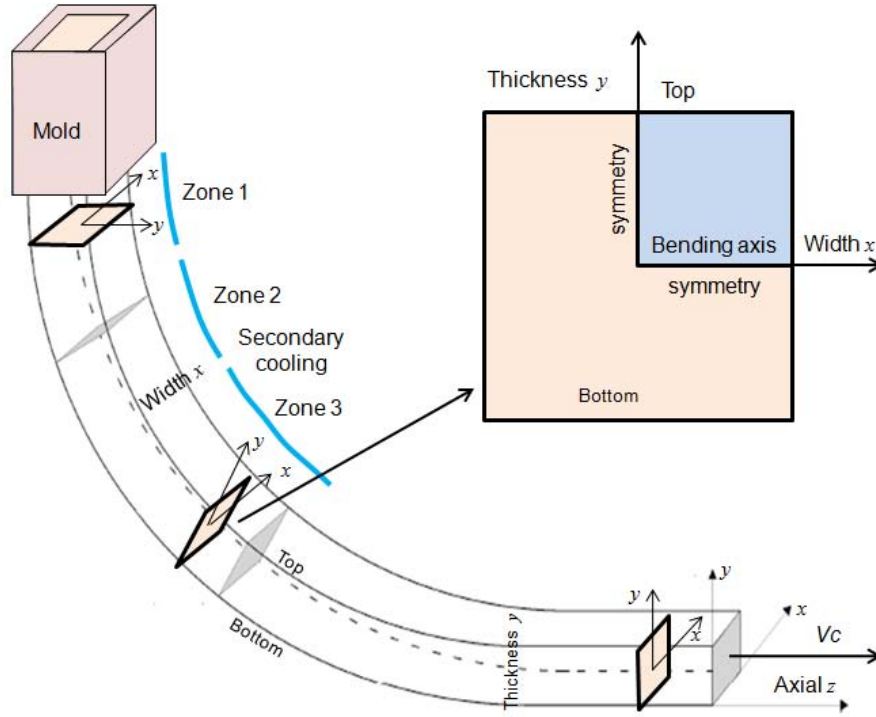 Mold
x
y
Zone 1
Zone 2
Secondary
cooling
Zone 3
Width x
y
x
Top
Bottom
Thickness y
Top
symmetry
Bending axis
Width x
symmetry
Bottom
Thickness y
y
x
y
x
Vc
Axial z